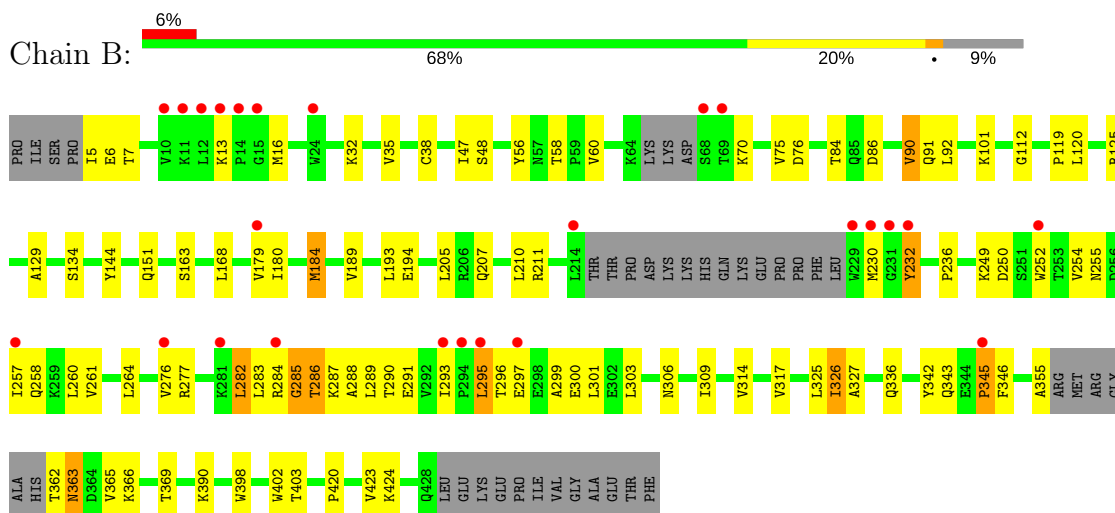 6%
Chain B:
68% 20% • 9%
PRO ILE SER PRO I5 E6 T7 V10 K11 L12 K13 P14 G15 M16 W24 K32 V35 C38 I47 S48 Y56 N57 T58 P59 V60 K64 LYS LYS ASP S68 T69 K70 V75 D76 T84 Q85 D86 V90 Q91 L92 K101 G112 P119 L120
A129 S134 Y144 Q151 S163 L168 V179 I180 M184 V189 L193 E194 L205 R206 Q207 L210 R211 L214 THR THR PRO ASP LYS LYS HIS GLN LYS GLU PRO PRO PHE LEU W229 M230 G231 Y232 P236 K249 D250 S251 W252 T253 V254 N255
I257 Q258 K259 L260 V261 L264 V276 R277 K281 L282 L283 R284 G285 T286 K287 A288 L289 T290 E291 V292 I293 P294 L295 T296 E297 E298 A299 E300 L301 E302 L303 N306 I309 V314 V317 L325 I326 A327 Q336 Y342 Q343 E344 P345 F346 A355 ARG MET ARG
ALA HIS T362 N363 D364 V365 K366 T369 K390 W398 W402 T403 P420 V423 K424 Q428 LEU GLU LYS GLU PRO ILE VAL GLY ALA GLU THR PHE